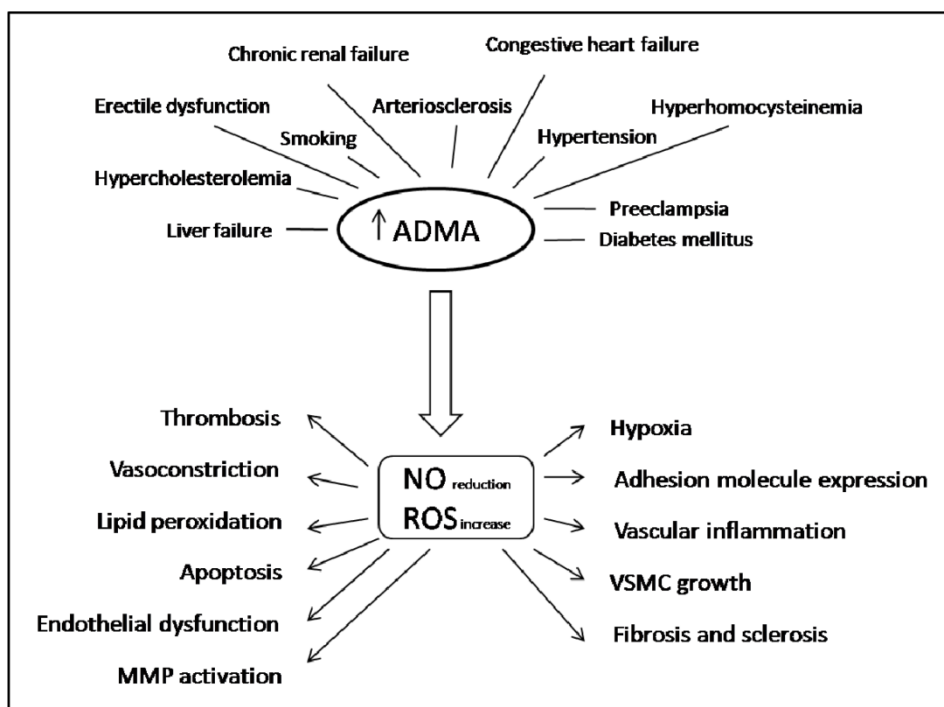 Chronic renal failure
Congestive heart failure
Erectile dysfunction
Arteriosclerosis
Hyperhomocysteinemia
Smoking
Hypertension
Hypercholesterolemia
Preeclampsia
Liver failure
↑ ADMA
Diabetes mellitus
Thrombosis
Hypoxia
Vasoconstriction
NO reduction
Adhesion molecule expression
Lipid peroxidation
ROS increase
Vascular inflammation
Apoptosis
VSMC growth
Endothelial dysfunction
Fibrosis and sclerosis
MMP activation